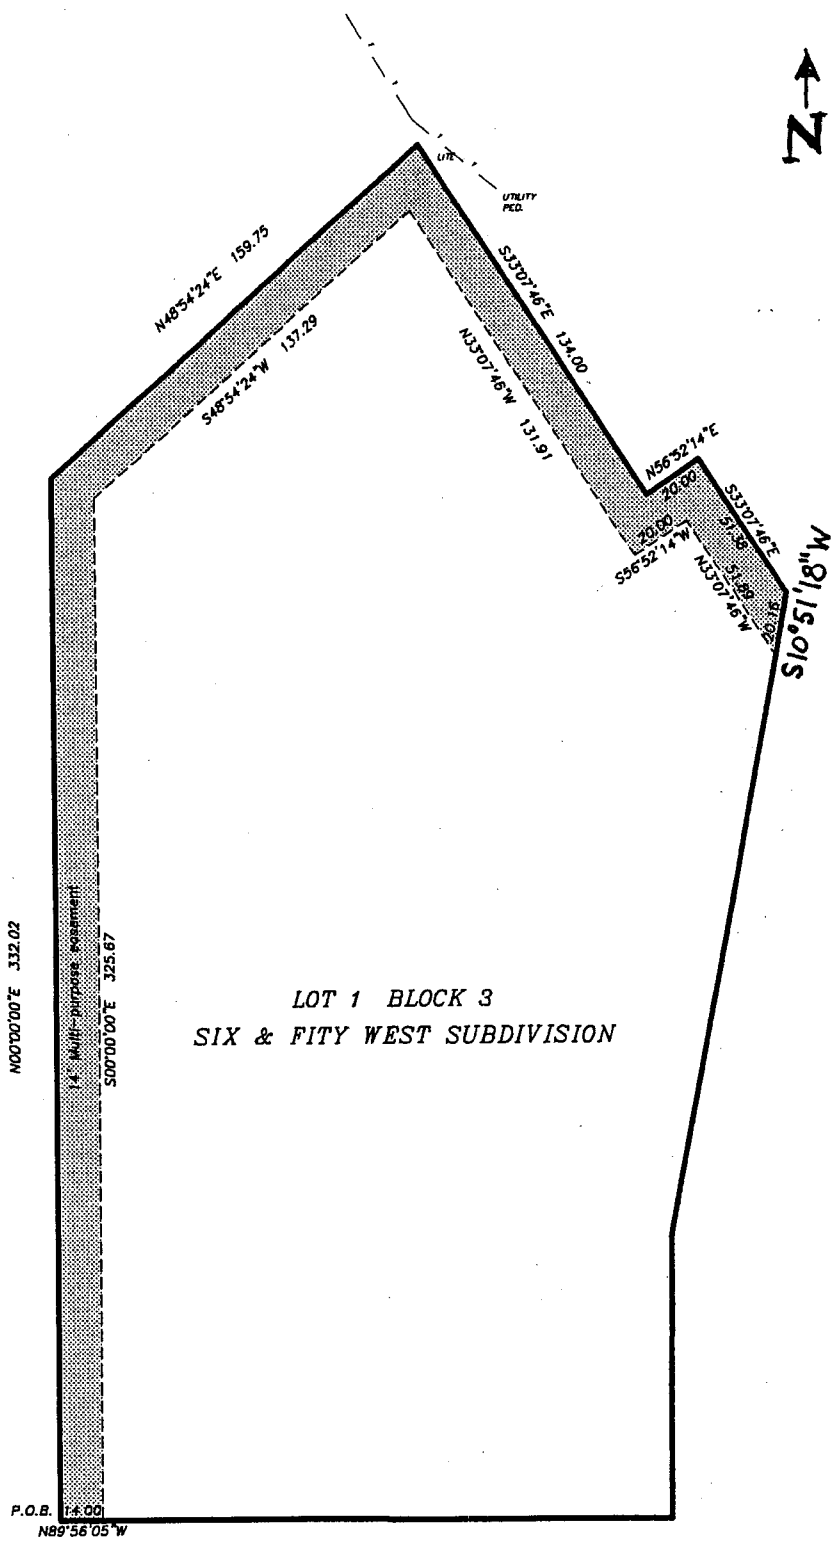 N
LITE
UTILITY
PED.
N48°54'24"E 159.75
S48°54'24"W 137.29
S33°07'46"E 134.00
N33°07'46"W 131.91
N56°52'14"E
20.00
S33°07'46"E
51.38
20.00
S56°52'14"W
51.89
N33°07'46"W
20.16
S10°51'18"W
N00°00'00"E 332.02
14' Multi-purpose easement
S00°00'00"E 325.67
LOT 1 BLOCK 3
SIX & FITY WEST SUBDIVISION
P.O.B. 14.00
N89°56'05"W